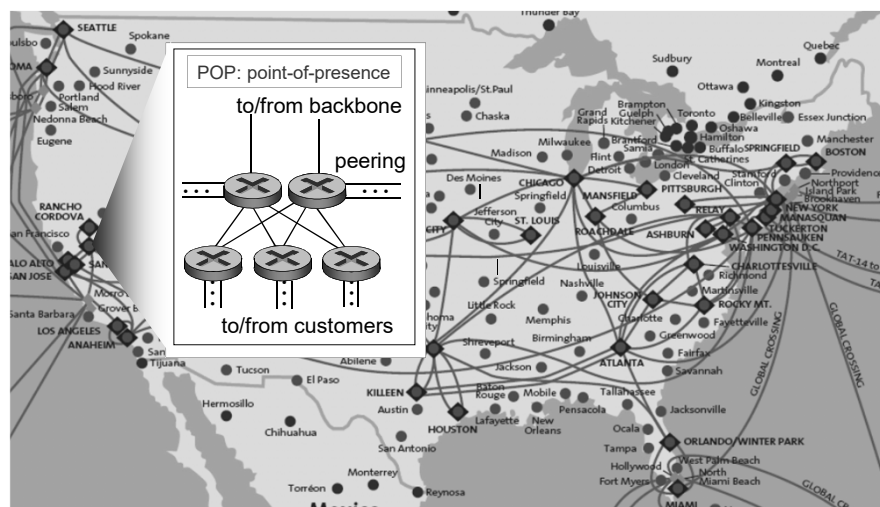 POP: point-of-presence
to/from backbone
peering
to/from customers
Thunder Bay
SEATTLE
Spokane
Sunnyside
Hood River
Portland
Salem
Nedonna Beach
Eugene
RANCHO
CORDOVA
SAN JOSE
Santa Barbara
LOS ANGELES
ANAHEIM
Tijuana
Tucson
El Paso
Hermosillo
Chihuahua
Monterrey
Torréon
Reynosa
San Antonio
Austin
KILLEEN
Abilene
HOUSTON
Chaska
Madison
Milwaukee
Des Moines
Jefferson
City
Springfield
ST. LOUIS
CITY
CHICAGO
Grand
Rapids
Flint
Detroit
Sarnia
London
Brantford
Kitchener
Guelph
Brampton
Toronto
Oshawa
Hamilton
Buffalo
St. Catherines
Cleveland
Sudbury
Ottawa
Montreal
Quebec
Kingston
Belleville
Essex Junction
Manchester
SPRINGFIELD
BOSTON
Providence
Stamford
Clinton
Northport
Island Park
Brookhaven
NEW YORK
MANASQUAN
TUCKERTON
PENNSAUKEN
WASHINGTON D.C.
RELAY
ASHBURN
PITTSBURGH
MANSFIELD
Columbus
ROACHDALE
Louisville
Springfield
Nashville
Little Rock
Memphis
JOHNSON
CITY
CHARLOTTESVILLE
Richmond
Martinsville
ROCKY MT.
Charlotte
Fayetteville
Greenwood
Fairfax
Savannah
ATLANTA
Birmingham
Shreveport
Jackson
Baton
Rouge
Lafayette
New
Orleans
Mobile
Pensacola
Tallahassee
Jacksonville
Ocala
Tampa
ORLANDO/WINTER PARK
West Palm Beach
Hollywood
North
Miami Beach
Fort Myers
MIAMI
GLOBAL CROSSING
GLOBAL CROSSING
TAT-14 to